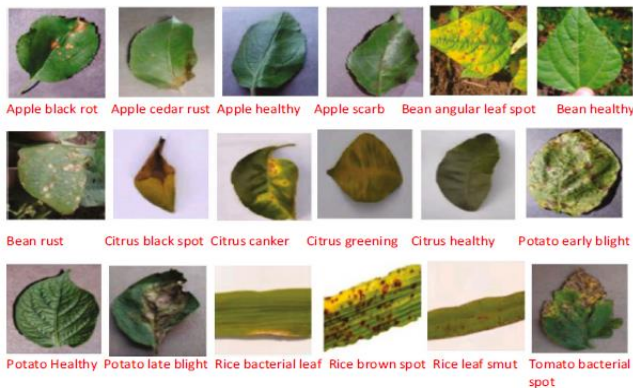 Apple black rot Apple cedar rust Apple healthy Apple scarb Bean angular leaf spot Bean healthy
Bean rust Citrus black spot Citrus canker Citrus greening Citrus healthy Potato early blight
Potato Healthy Potato late blight Rice bacterial leaf Rice brown spot Rice leaf smut Tomato bacterial
spot